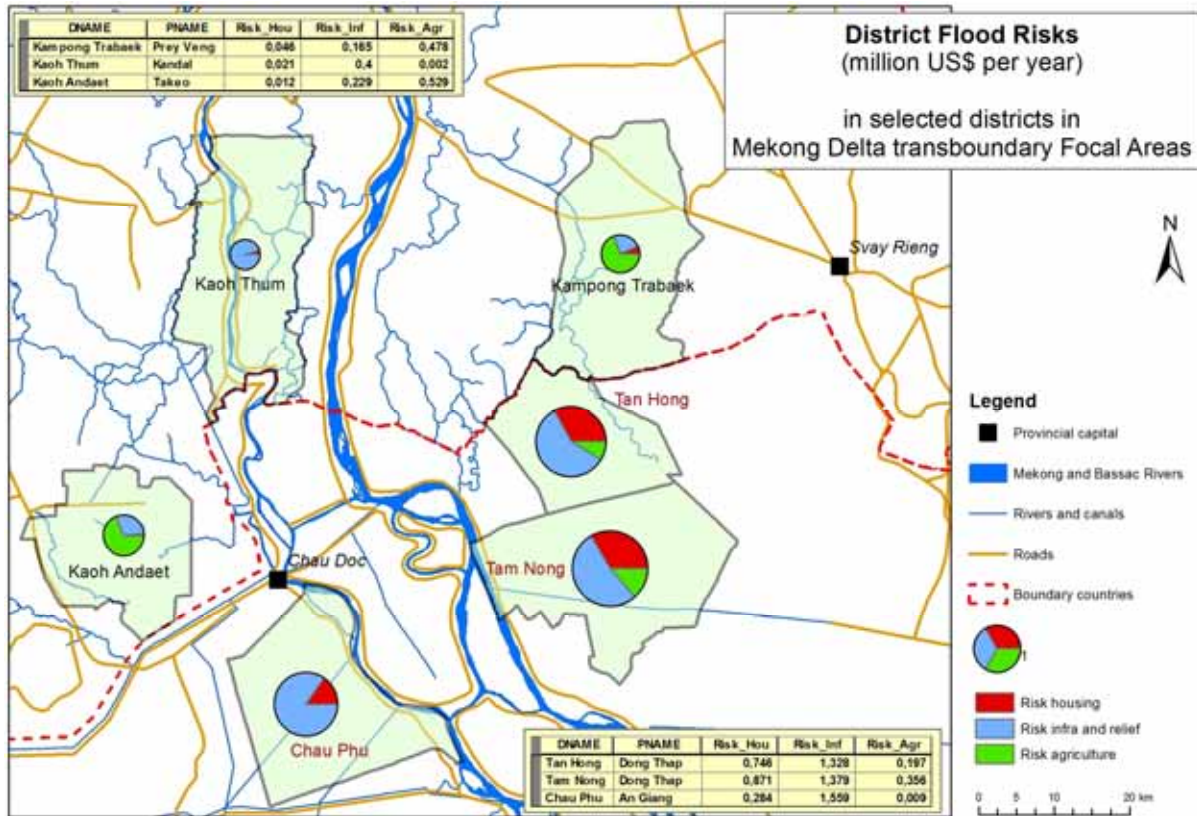 DNAME PNAME Risk_Hou Risk_Inf Risk_Agr
Kampong Trabaek Prey Veng 0,046 0,165 0,478
Kaoh Thum Kandal 0,021 0,4 0,002
Kaoh Andaet Takeo 0,012 0,229 0,529
District Flood Risks
(million US$ per year)
in selected districts in
Mekong Delta transboundary Focal Areas
N
Svay Rieng
Kaoh Thum
Kampong Trabaek
Tan Hong
Kaoh Andaet
Chau Doc
Tam Nong
Chau Phu
Legend
Provincial capital
Mekong and Bassac Rivers
Rivers and canals
Roads
Boundary countries
1
Risk housing
Risk infra and relief
Risk agriculture
0 5 10 20 km
DNAME PNAME Risk_Hou Risk_Inf Risk_Agr
Tan Hong Dong Thap 0,746 1,328 0,197
Tam Nong Dong Thap 0,871 1,379 0,356
Chau Phu An Giang 0,284 1,559 0,009